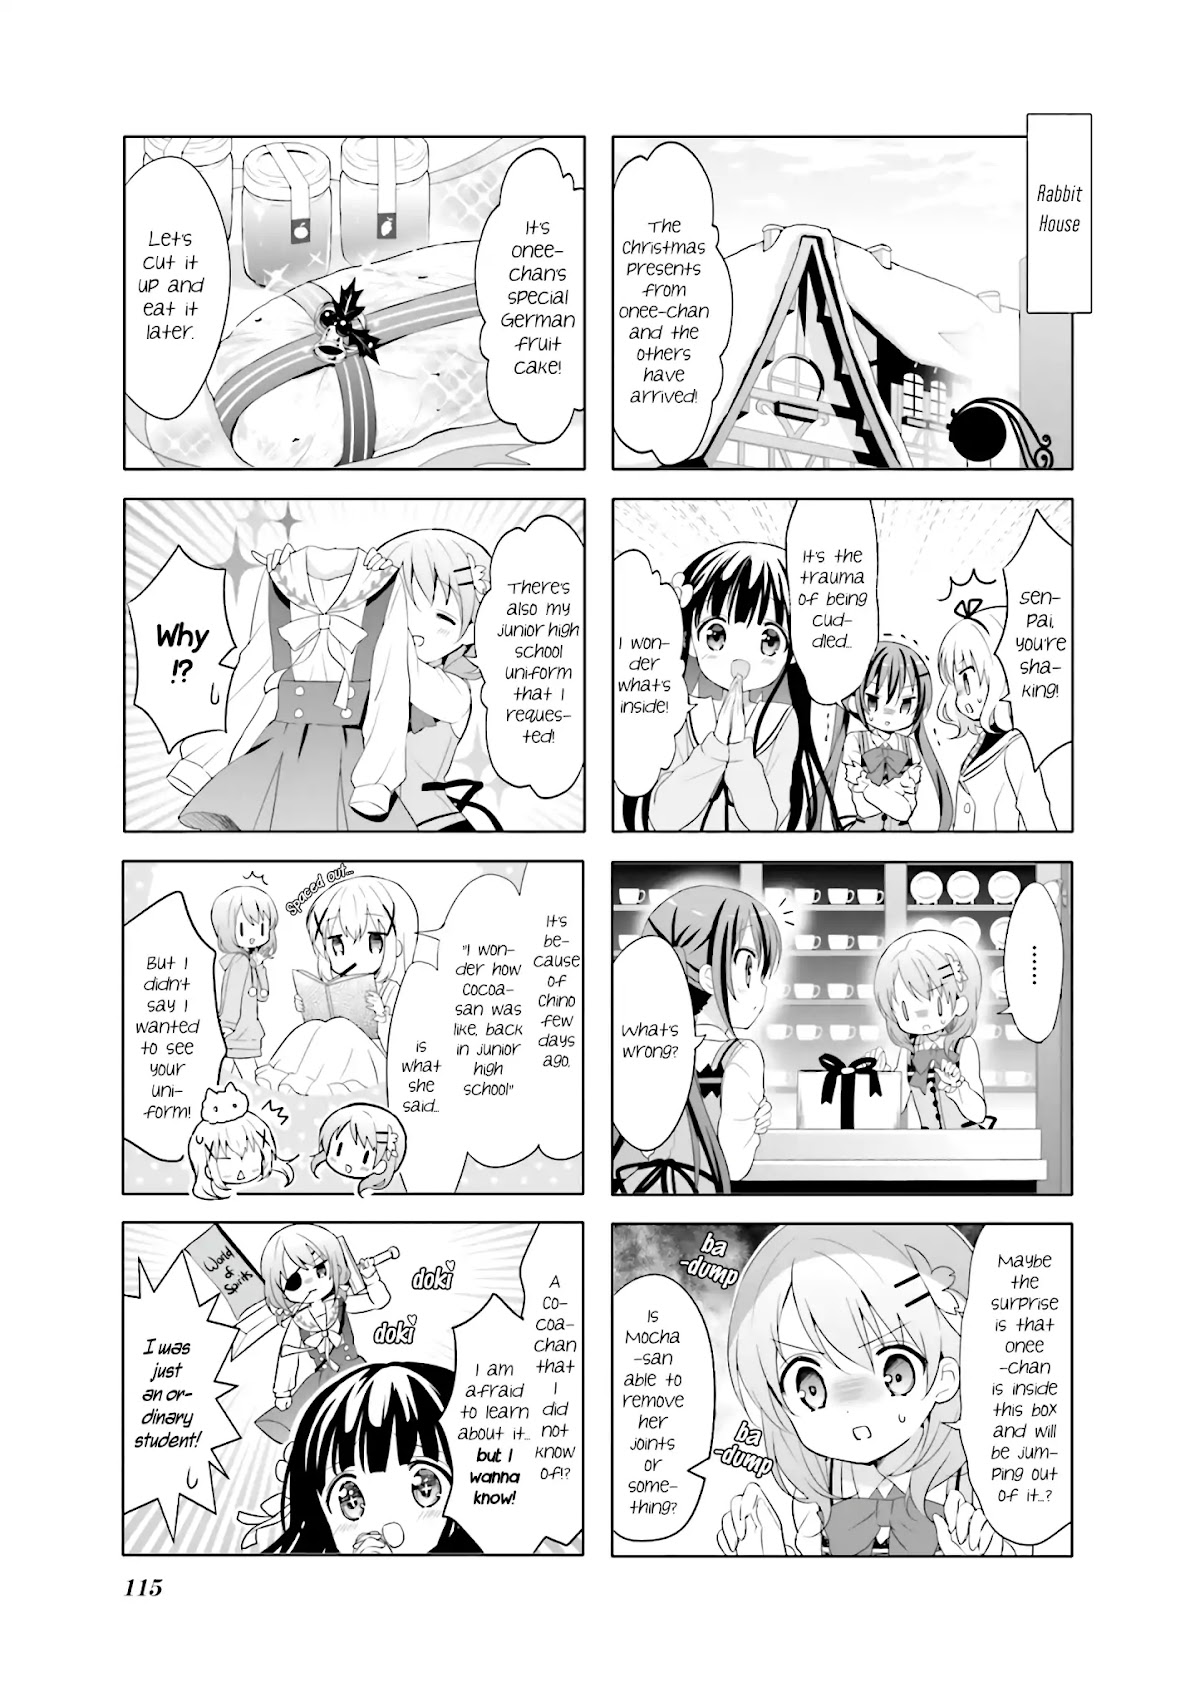 Rabbit
House
The
Christmas
presents
from
onee-chan
and the
others
have
arrived!
Sen-
pai,
you're
sha-
king!
It's the
trauma
of being
cud-
dled...
I won-
der
what's
inside!
........
What's
wrong?
Maybe
the
surprise
is that
onee
-chan
is inside
this box
and will
be jum-
ping out
of it...?
ba
-dump
ba
-dump
Is
Mocha
-san
able to
remove
her
joints
or
some-
thing?
It's
onee-
chan's
special
German
fruit
cake!
Let's
cut it
up and
eat it
later.
There's
also my
junior high
school
uniform
that I
reques-
ted!
Why
!?
It's
be-
cause
of
Chino
few
days
ago.
"I won-
der how
Cocoa-
san was
like, back
in junior
high
school"
is
what
she
said...
spaced out...
But I
didn't
say I
wanted
to see
your
uni-
form!
A
Co-
coa-
chan
that
I
did
not
know
of!?
I am
afraid
to learn
about it...
but I
wanna
know!
doki
doki
World
of
Spirits
I was
just
an or-
dinary
student!
115